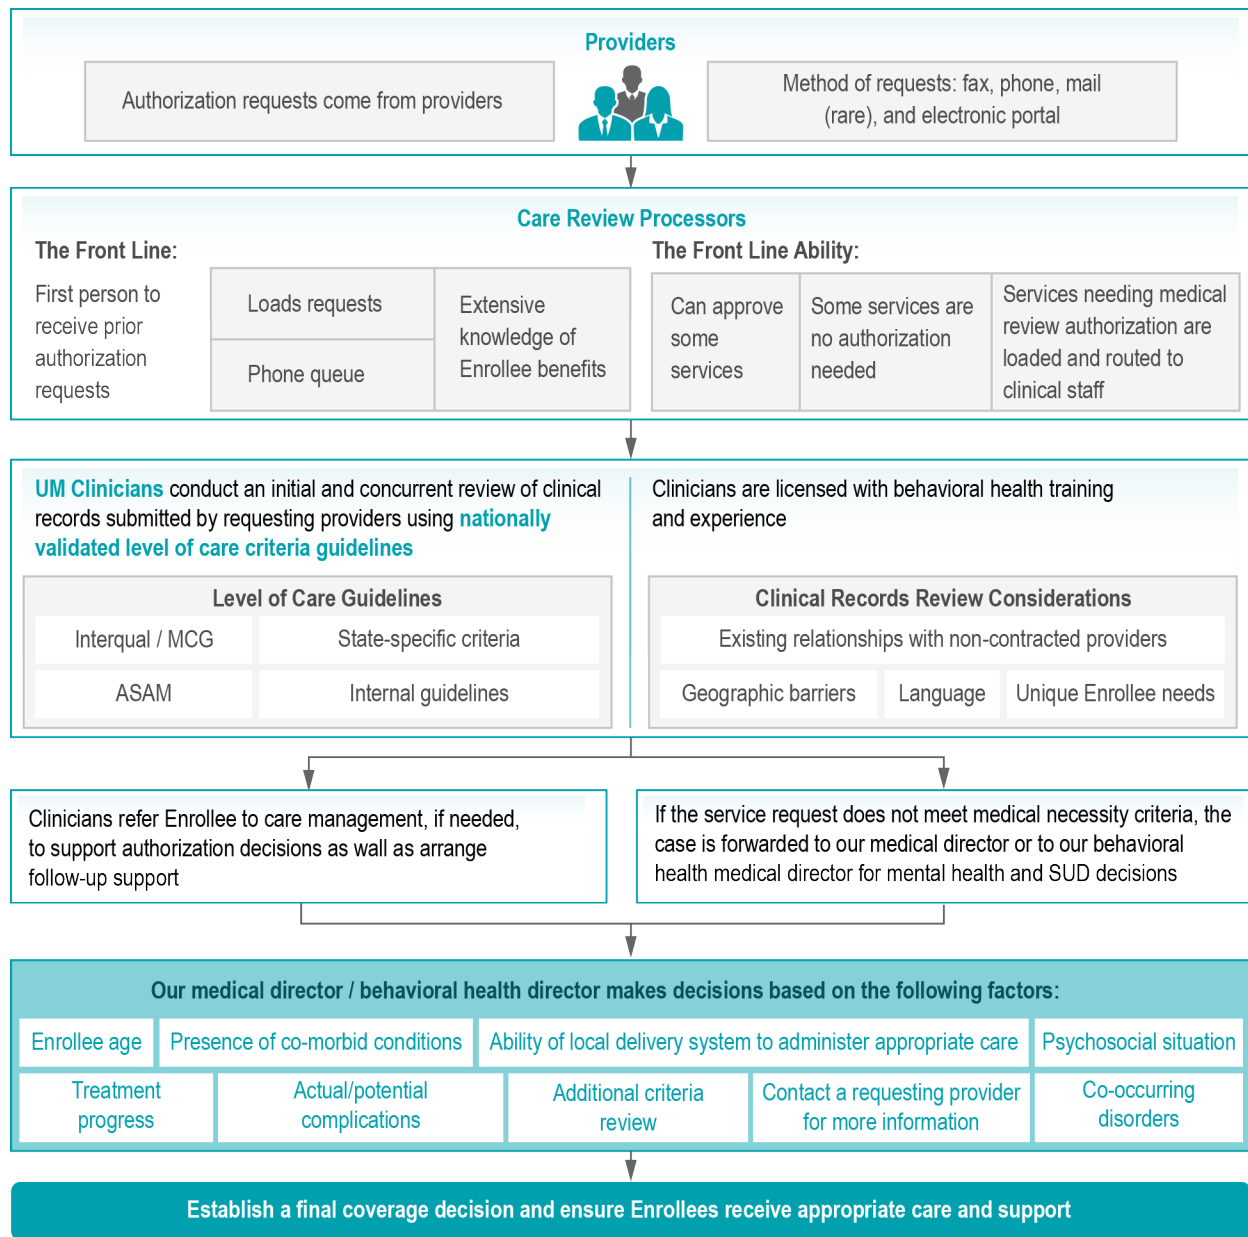 Providers
Authorization requests come from providers
Method of requests: fax, phone, mail
(rare), and electronic portal
Care Review Processors
The Front Line:
First person to
receive prior
authorization
requests
Loads requests
Phone queue
Extensive
knowledge of
Enrollee benefits
The Front Line Ability:
Can approve
some
services
Some services are
no authorization
needed
Services needing medical
review authorization are
loaded and routed to
clinical staff
UM Clinicians conduct an initial and concurrent review of clinical
records submitted by requesting providers using nationally
validated level of care criteria guidelines
Level of Care Guidelines
Interqual / MCG
State-specific criteria
ASAM
Internal guidelines
Clinicians are licensed with behavioral health training
and experience
Clinical Records Review Considerations
Existing relationships with non-contracted providers
Geographic barriers
Language
Unique Enrollee needs
Clinicians refer Enrollee to care management, if needed,
to support authorization decisions as wall as arrange
follow-up support
If the service request does not meet medical necessity criteria, the
case is forwarded to our medical director or to our behavioral
health medical director for mental health and SUD decisions
Our medical director / behavioral health director makes decisions based on the following factors:
Enrollee age
Presence of co-morbid conditions
Ability of local delivery system to administer appropriate care
Psychosocial situation
Treatment
progress
Actual/potential
complications
Additional criteria
review
Contact a requesting provider
for more information
Co-occurring
disorders
Establish a final coverage decision and ensure Enrollees receive appropriate care and support